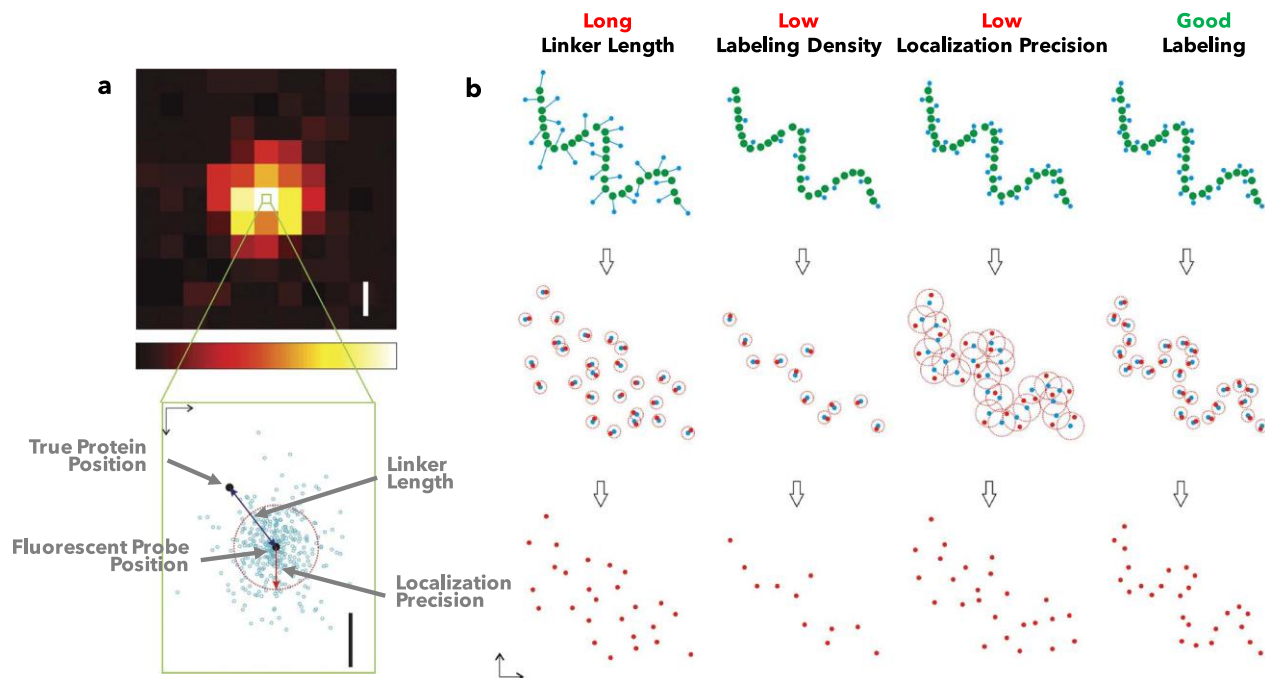 a
True Protein
Position
Linker
Length
Fluorescent Probe
Position
Localization
Precision
b
Long
Linker Length
Low
Labeling Density
Low
Localization Precision
Good
Labeling